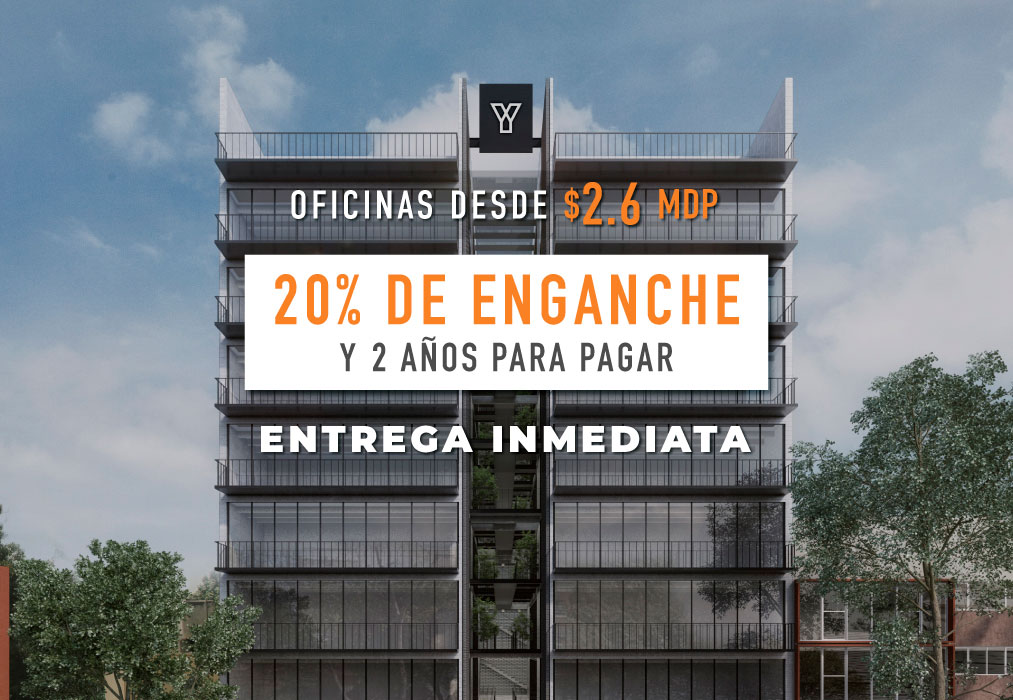 Y
OFICINAS DESDE $2.6 MDP
20% DE ENGANCHE
Y 2 AÑOS PARA PAGAR
ENTREGA INMEDIATA